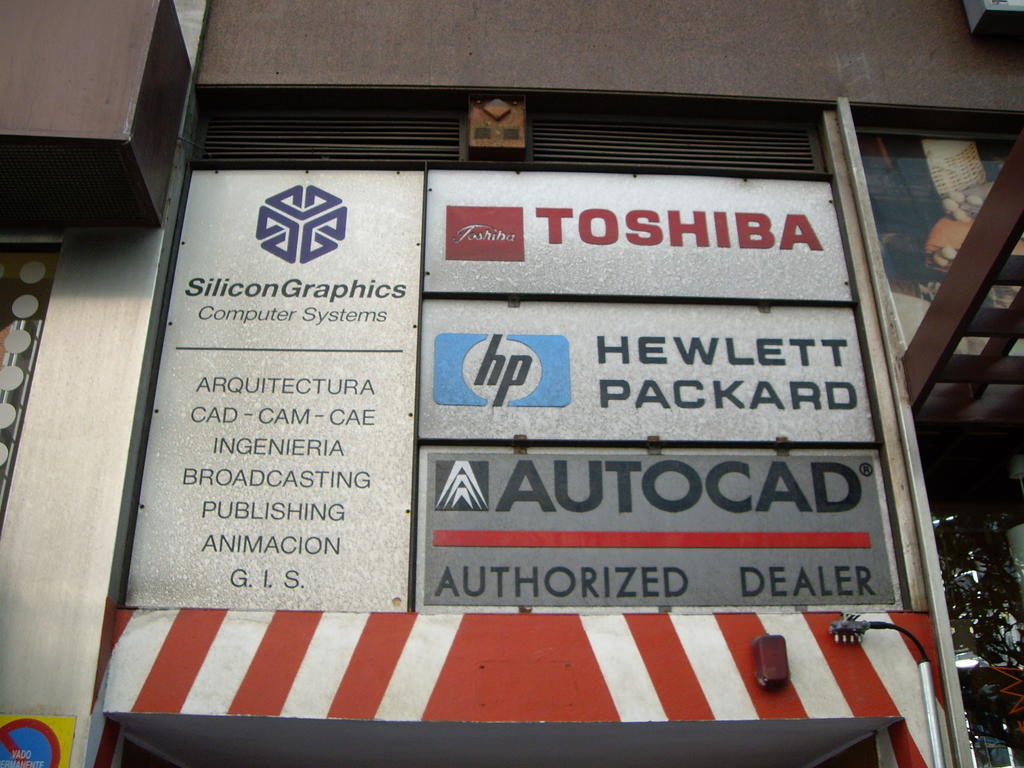 SiliconGraphics
Computer Systems
ARQUITECTURA
CAD - CAM - CAE
INGENIERIA
BROADCASTING
PUBLISHING
ANIMACION
G. I. S.
Toshiba TOSHIBA
hp HEWLETT
PACKARD
AUTOCAD®
AUTHORIZED DEALER
VADO
PERMANENTE